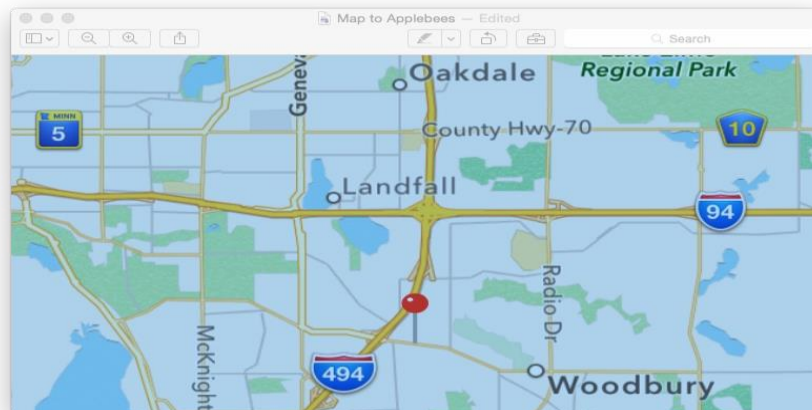 Map to Applebees — Edited
Search
Oakdale
Regional Park
Geneva
MINN
5
County Hwy-70
10
Landfall
94
Radio Dr
McKnight
494
Woodbury